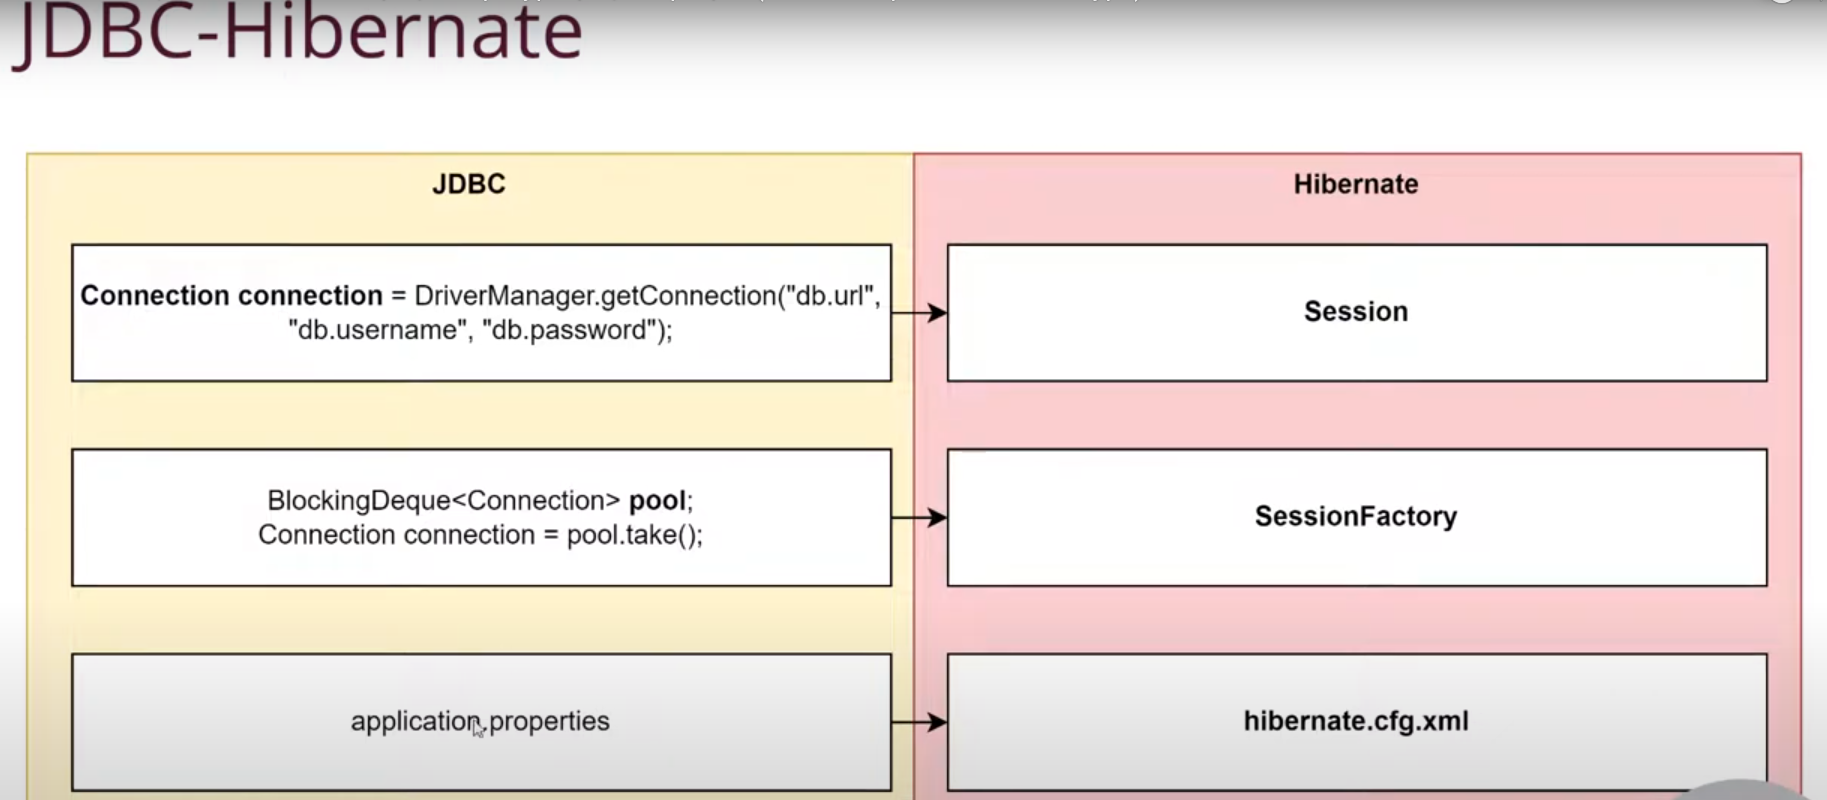 JDBC-Hibernate
JDBC
Hibernate
Connection connection = DriverManager.getConnection("db.url",
"db.username", "db.password");
Session
BlockingDeque<Connection> pool;
Connection connection = pool.take();
SessionFactory
application.properties
hibernate.cfg.xml